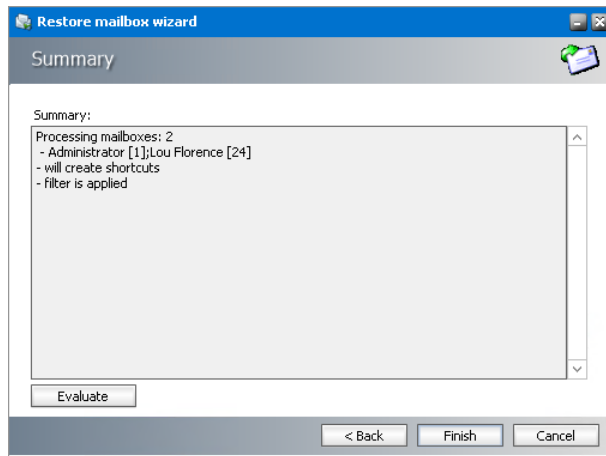 Restore mailbox wizard
Summary
Summary:
Processing mailboxes: 2
- Administrator [1];Lou Florence [24]
- will create shortcuts
- filter is applied
Evaluate
< Back Finish Cancel